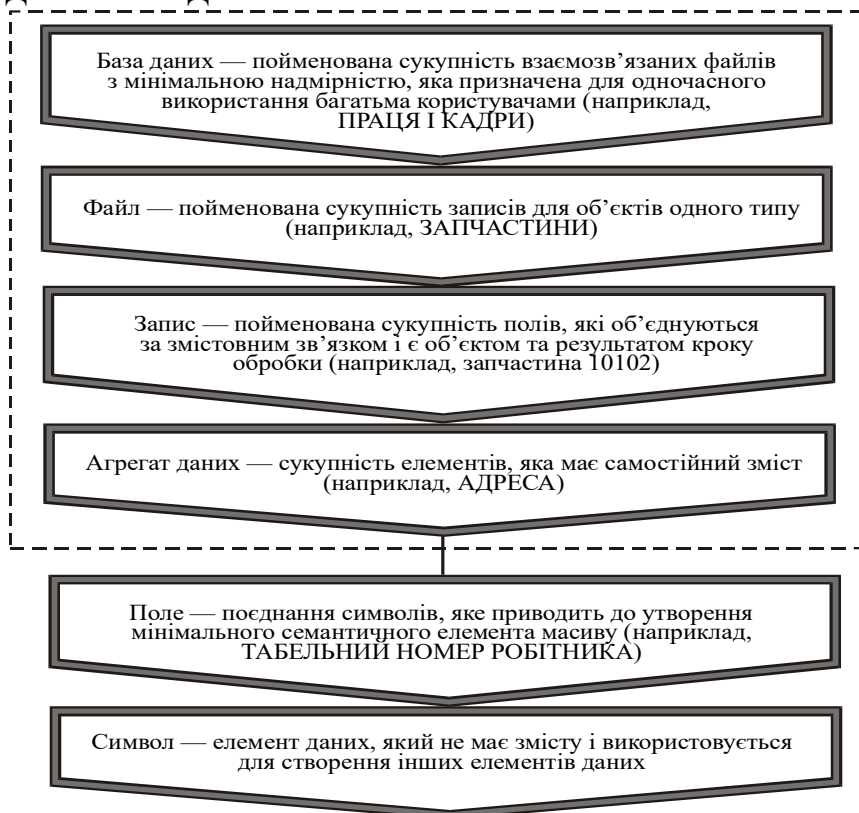 База даних — пойменована сукупність взаємозв’язаних файлів
з мінімальною надмірністю, яка призначена для одночасного
використання багатьма користувачами (наприклад,
ПРАЦЯ І КАДРИ)
Файл — пойменована сукупність записів для об’єктів одного типу
(наприклад, ЗАПЧАСТИНИ)
Запис — пойменована сукупність полів, які об’єднуються
за змістовним зв’язком і є об’єктом та результатом кроку
обробки (наприклад, запчастина 10102)
Агрегат даних — сукупність елементів, яка має самостійний зміст
(наприклад, АДРЕСА)
Поле — поєднання символів, яке приводить до утворення
мінімального семантичного елемента масиву (наприклад,
ТАБЕЛЬНИЙ НОМЕР РОБІТНИКА)
Символ — елемент даних, який не має змісту і використовується
для створення інших елементів даних